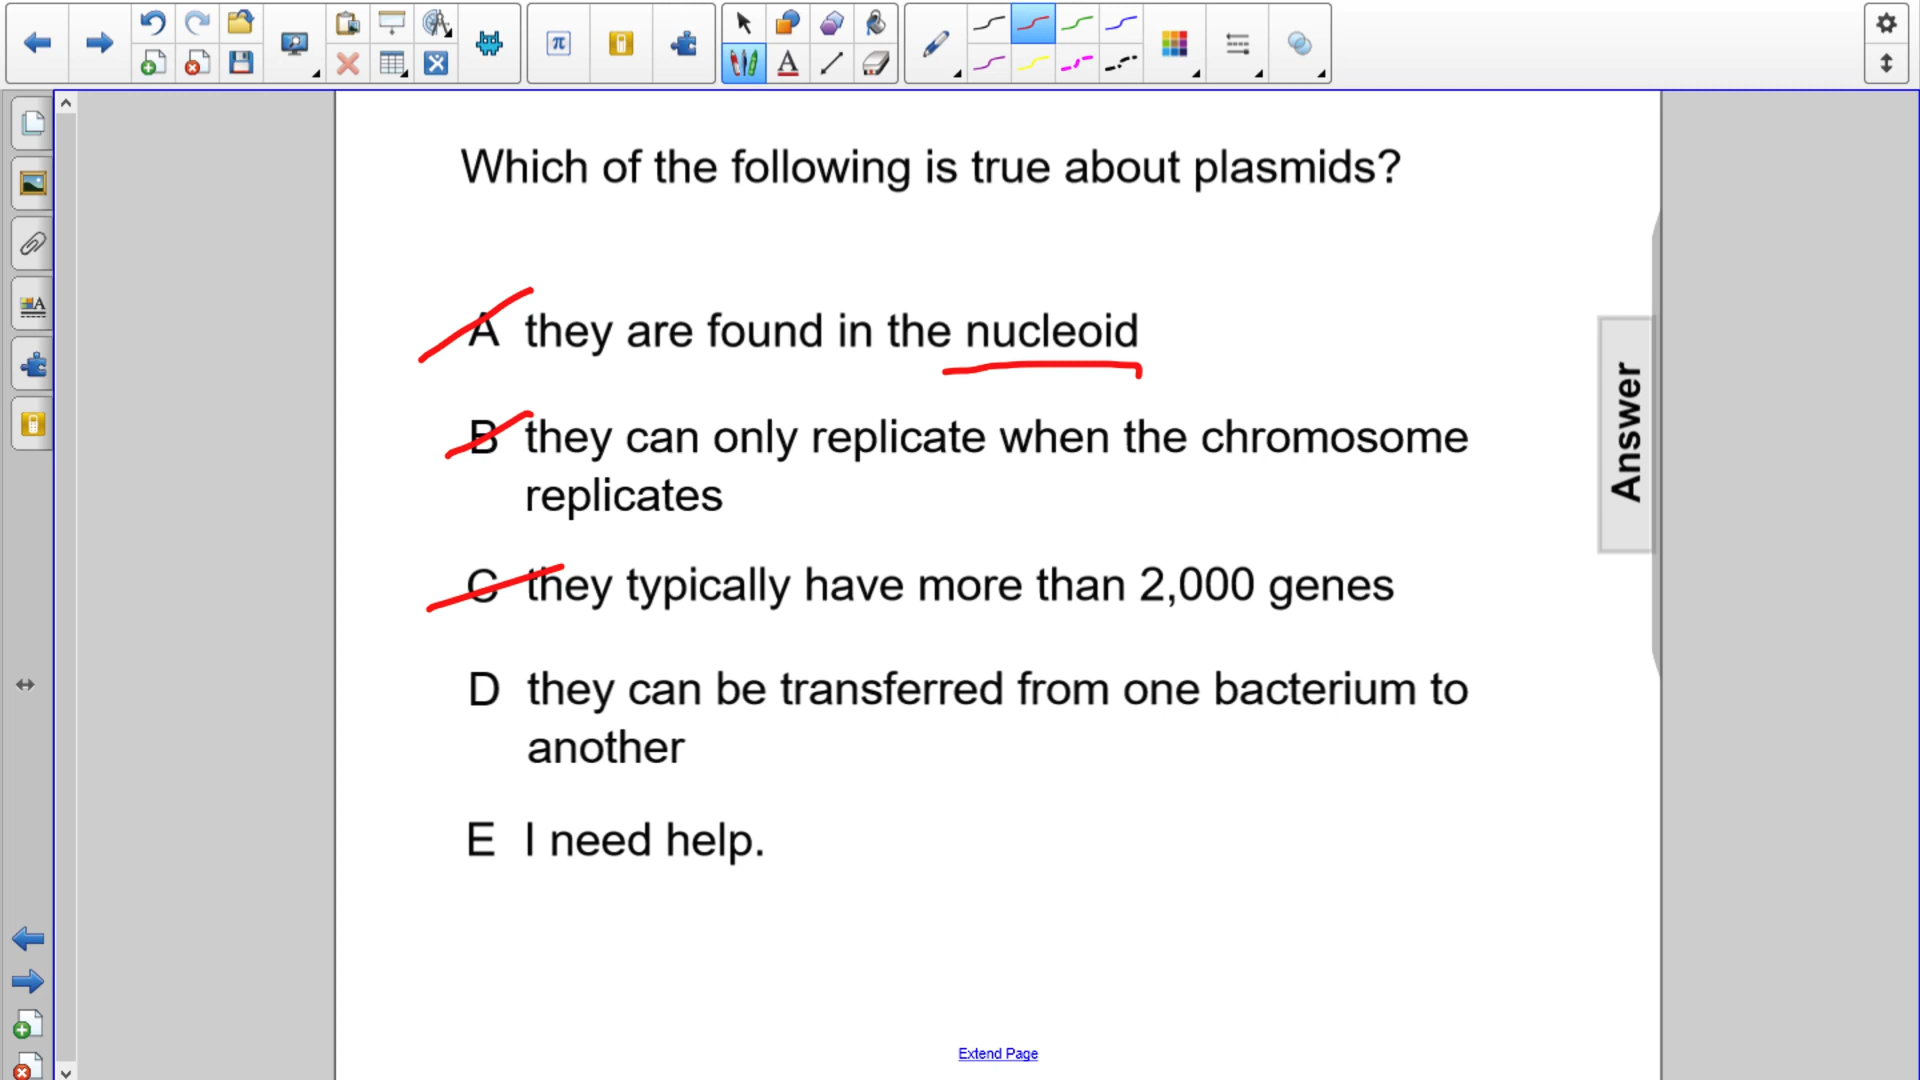 Which of the following is true about plasmids?
A they are found in the nucleoid
B they can only replicate when the chromosome
replicates
C they typically have more than 2,000 genes
D they can be transferred from one bacterium to
another
E I need help.
Answer
Extend Page